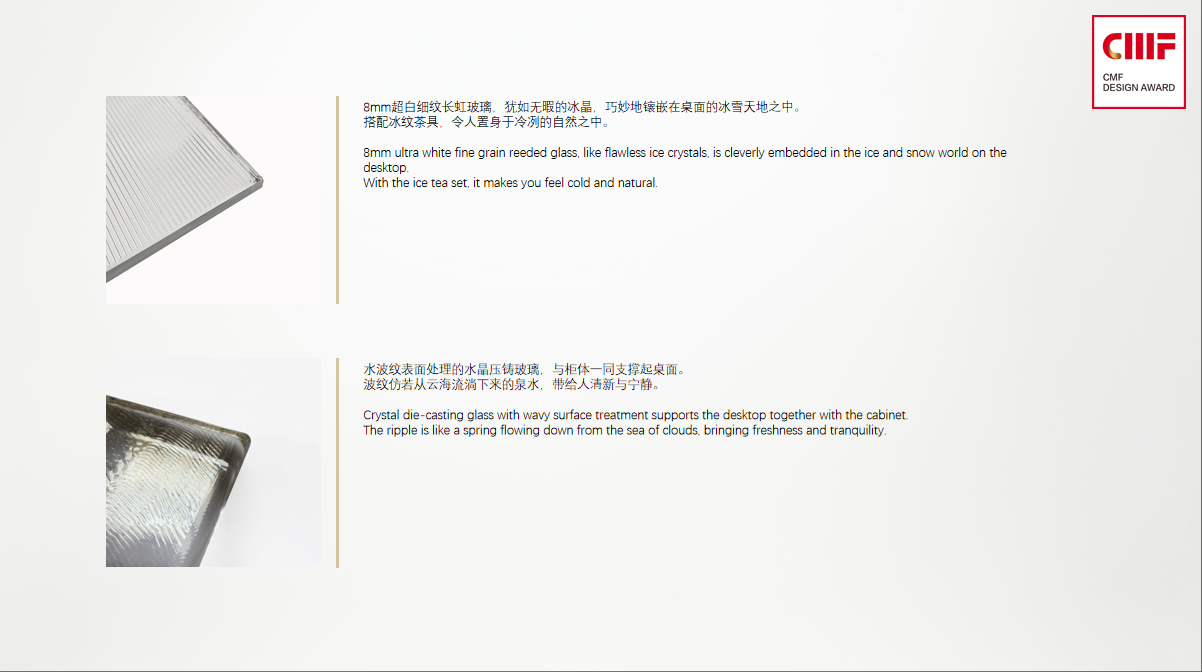 CMF
CMF
DESIGN AWARD
8mm超白细纹长虹玻璃，犹如无暇的冰晶，巧妙地镶嵌在桌面的冰雪天地之中。
搭配冰纹茶具，令人置身于冷冽的自然之中。
8mm ultra white fine grain reeded glass, like flawless ice crystals, is cleverly embedded in the ice and snow world on the
desktop.
With the ice tea set, it makes you feel cold and natural.
水波纹表面处理的水晶压铸玻璃，与柜体一同支撑起桌面。
波纹仿若从云海流淌下来的泉水，带给人清新与宁静。
Crystal die-casting glass with wavy surface treatment supports the desktop together with the cabinet.
The ripple is like a spring flowing down from the sea of clouds, bringing freshness and tranquility.